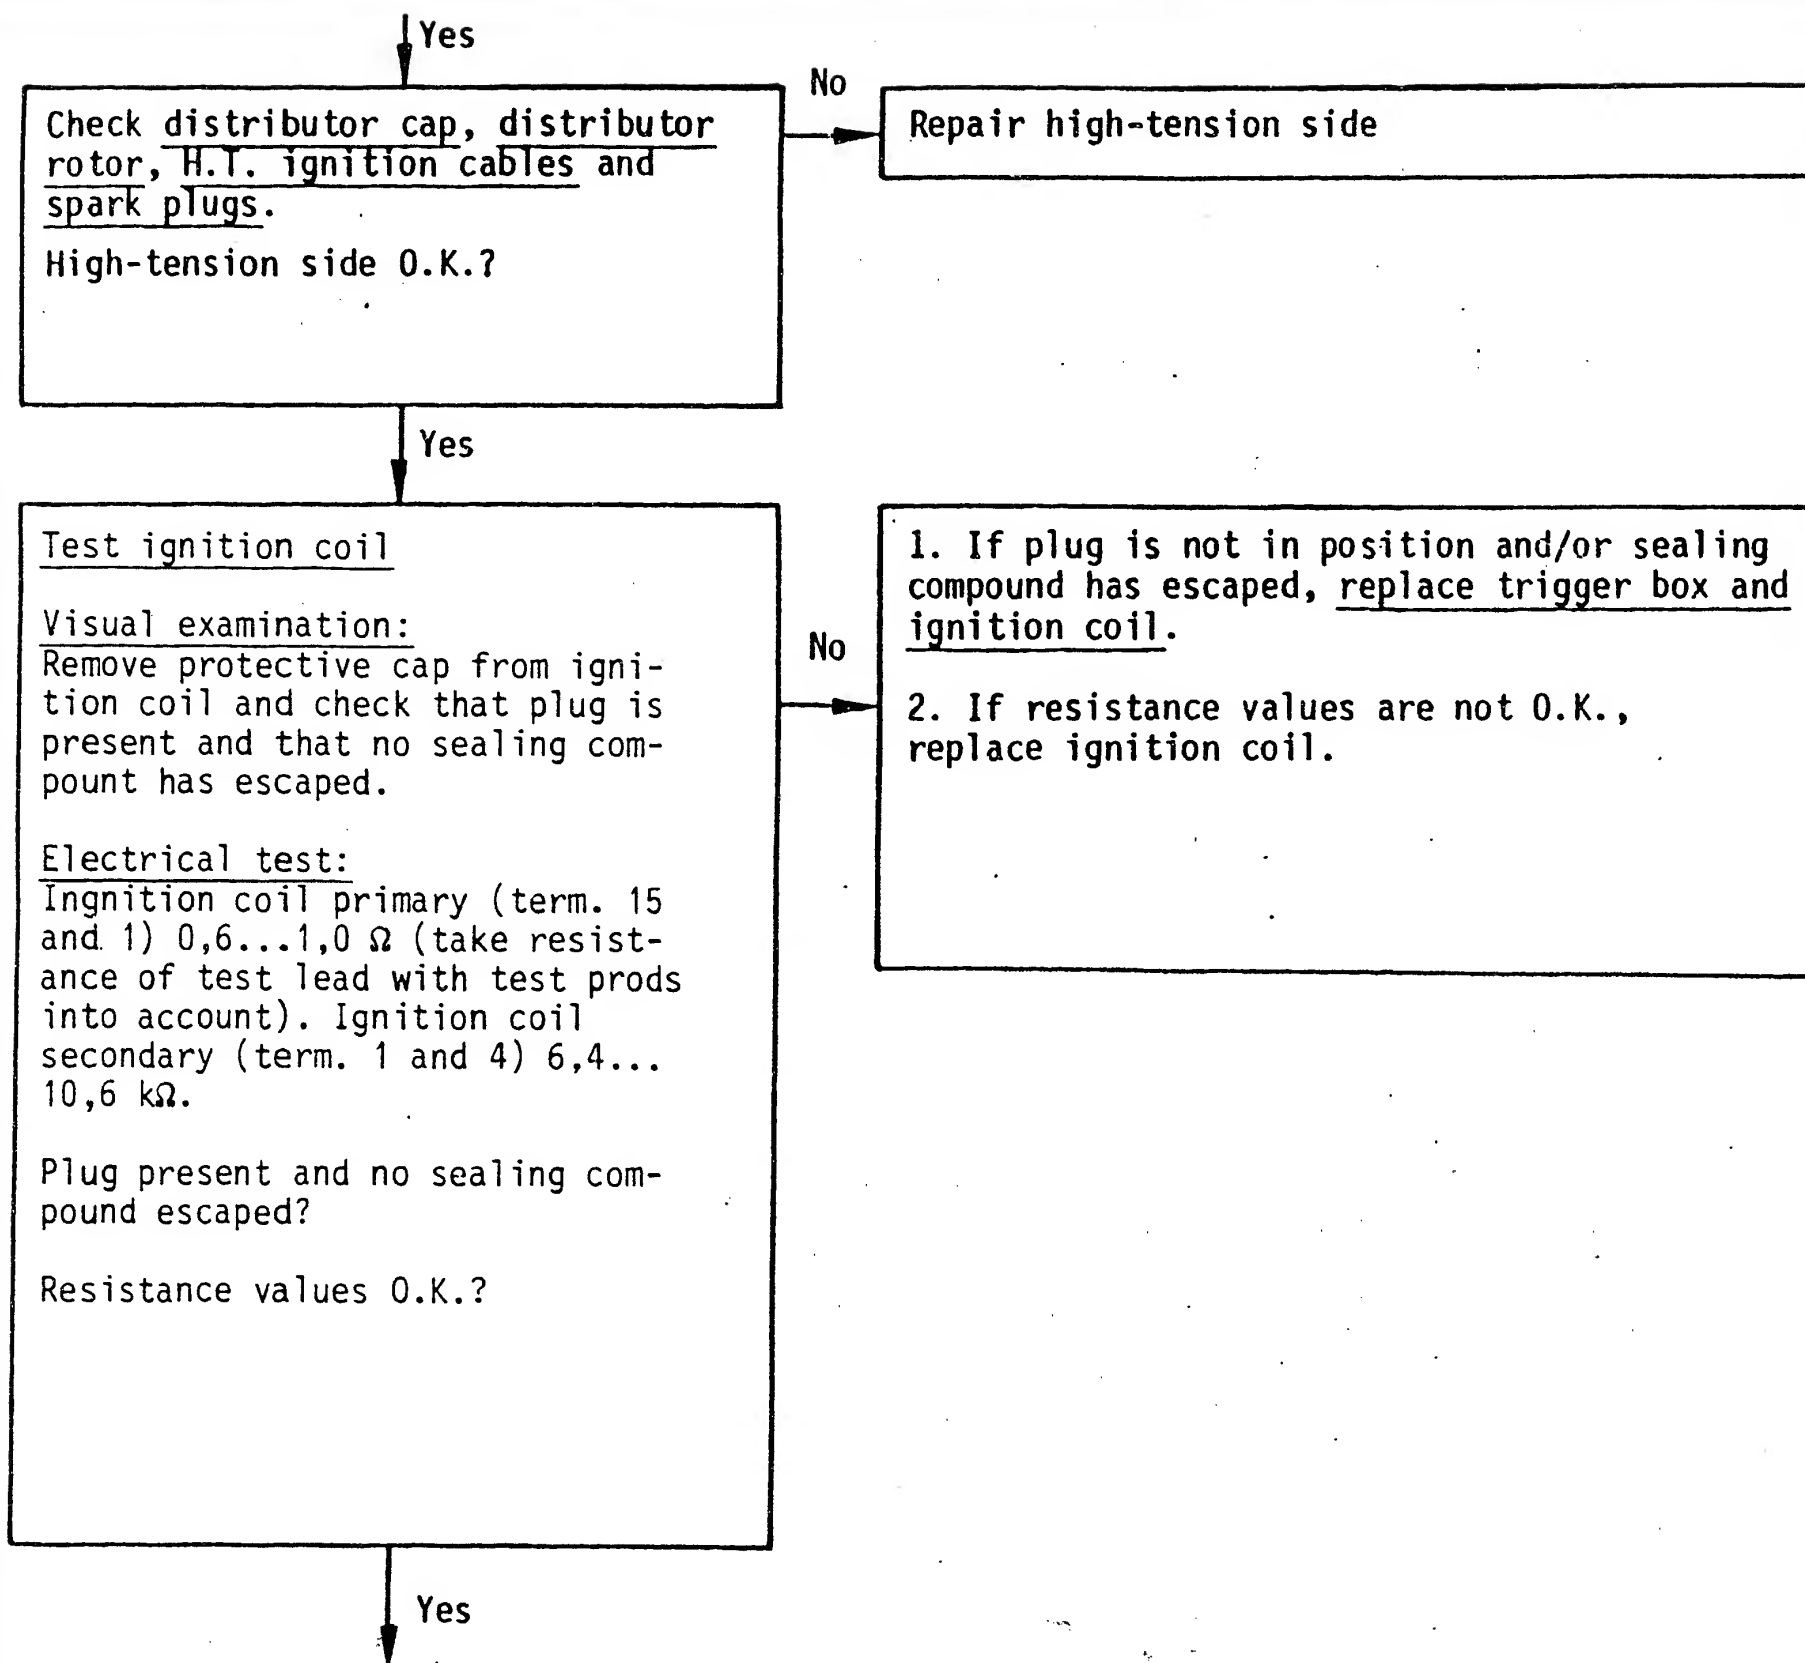 Yes
Check distributor cap, distributor
rotor, H.T. ignition cables and
spark plugs.
High-tension side O.K.?
No
Repair high-tension side
Yes
Test ignition coil
Visual examination:
Remove protective cap from igni-
tion coil and check that plug is
present and that no sealing com-
pount has escaped.
Electrical test:
Ingnition coil primary (term. 15
and 1) 0,6...1,0 Ω (take resist-
ance of test lead with test prods
into account). Ignition coil
secondary (term. 1 and 4) 6,4...
10,6 kΩ.
Plug present and no sealing com-
pound escaped?
Resistance values O.K.?
No
1. If plug is not in position and/or sealing
compound has escaped, replace trigger box and
ignition coil.
2. If resistance values are not O.K.,
replace ignition coil.
Yes